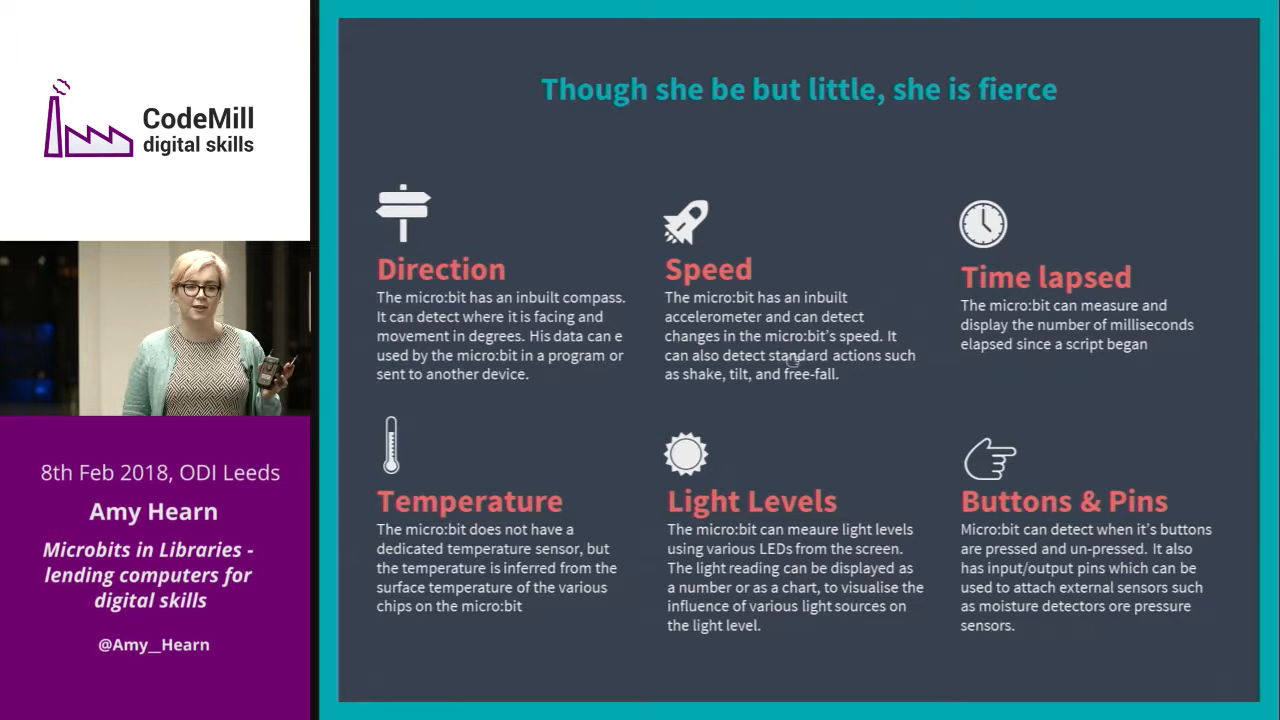 CodeMill
digital skills
8th Feb 2018, ODI Leeds
Amy Hearn
Microbits in Libraries -
lending computers for
digital skills
@Amy__Hearn
Though she be but little, she is fierce
Direction
The micro:bit has an inbuilt compass.
It can detect where it is facing and
movement in degrees. His data can e
used by the micro:bit in a program or
sent to another device.
Speed
The micro:bit has an inbuilt
accelerometer and can detect
changes in the micro:bit's speed. It
can also detect standard actions such
as shake, tilt, and free-fall.
Time lapsed
The micro:bit can measure and
display the number of milliseconds
elapsed since a script began
Temperature
The micro:bit does not have a
dedicated temperature sensor, but
the temperature is inferred from the
surface temperature of the various
chips on the micro:bit
Light Levels
The micro:bit can meaure light levels
using various LEDs from the screen.
The light reading can be displayed as
a number or as a chart, to visualise the
influence of various light sources on
the light level.
Buttons & Pins
Micro:bit can detect when it's buttons
are pressed and un-pressed. It also
has input/output pins which can be
used to attach external sensors such
as moisture detectors ore pressure
sensors.